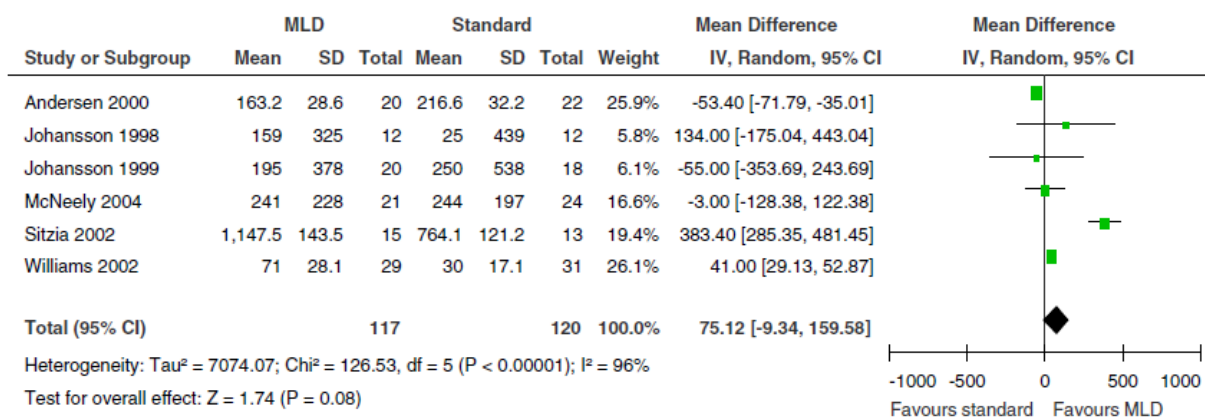 MLD Standard Mean Difference Mean Difference
Study or Subgroup Mean SD Total Mean SD Total Weight IV, Random, 95% CI IV, Random, 95% CI
Andersen 2000 163.2 28.6 20 216.6 32.2 22 25.9% -53.40 [-71.79, -35.01]
Johansson 1998 159 325 12 25 439 12 5.8% 134.00 [-175.04, 443.04]
Johansson 1999 195 378 20 250 538 18 6.1% -55.00 [-353.69, 243.69]
McNeely 2004 241 228 21 244 197 24 16.6% -3.00 [-128.38, 122.38]
Sitzia 2002 1,147.5 143.5 15 764.1 121.2 13 19.4% 383.40 [285.35, 481.45]
Williams 2002 71 28.1 29 30 17.1 31 26.1% 41.00 [29.13, 52.87]
Total (95% CI) 117 120 100.0% 75.12 [-9.34, 159.58]
Heterogeneity: Tau² = 7074.07; Chi² = 126.53, df = 5 (P < 0.00001); I² = 96%
Test for overall effect: Z = 1.74 (P = 0.08)
-1000 -500 0 500 1000
Favours standard Favours MLD